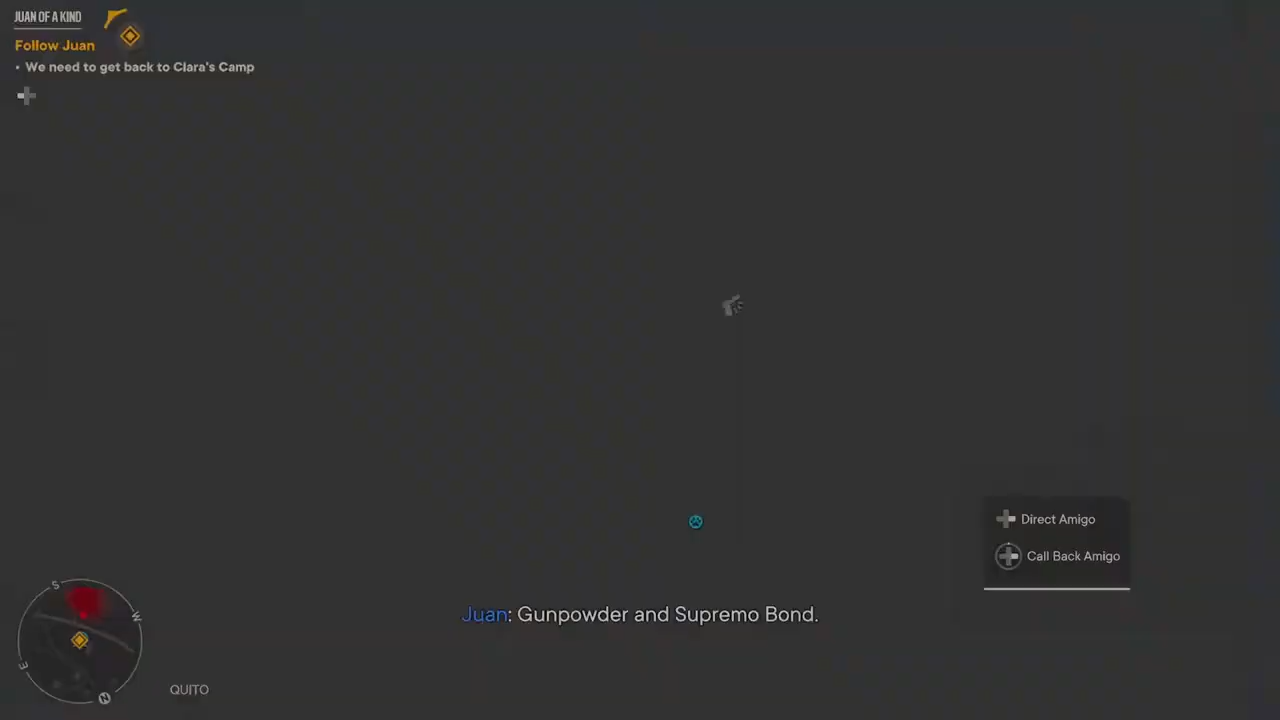 JUAN OF A KIND
Follow Juan
• We need to get back to Clara's Camp
Direct Amigo
Call Back Amigo
S
W
E
N
Juan: Gunpowder and Supremo Bond.
QUITO